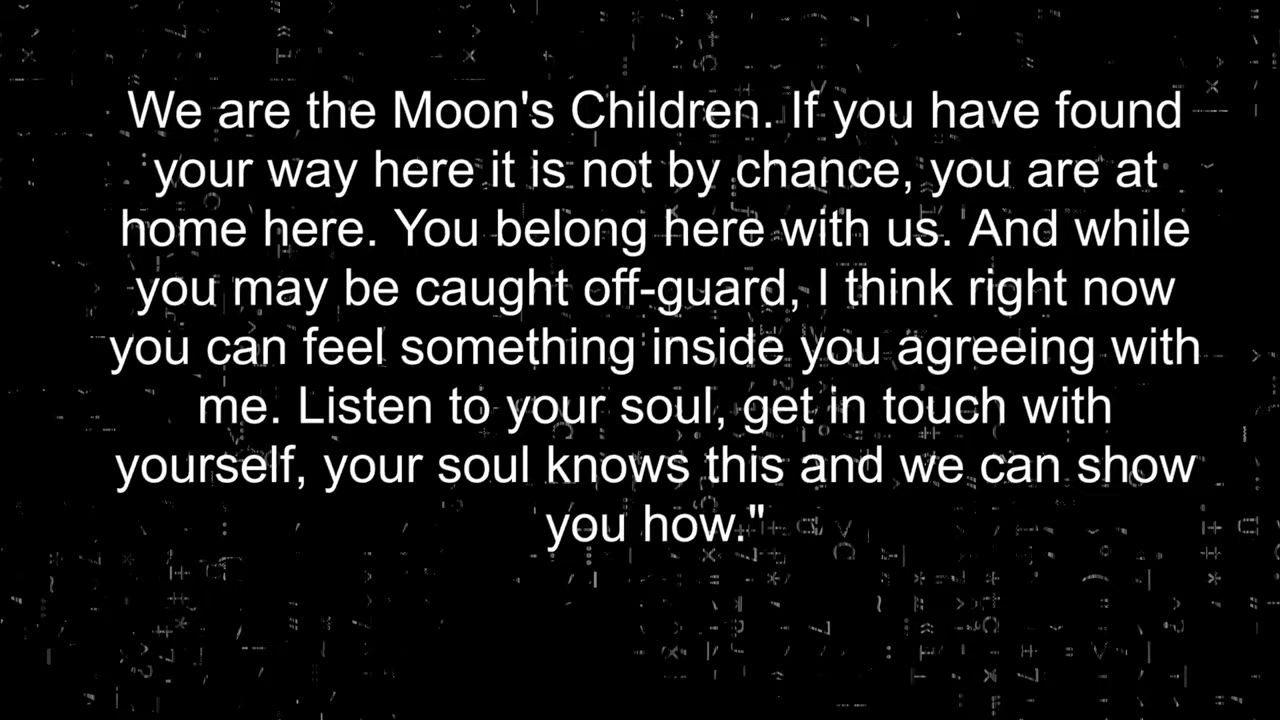 We are the Moon's Children. If you have found
your way here it is not by chance, you are at
home here. You belong here with us. And while
you may be caught off-guard, I think right now
you can feel something inside you agreeing with
me. Listen to your soul, get in touch with
yourself, your soul knows this and we can show
you how."